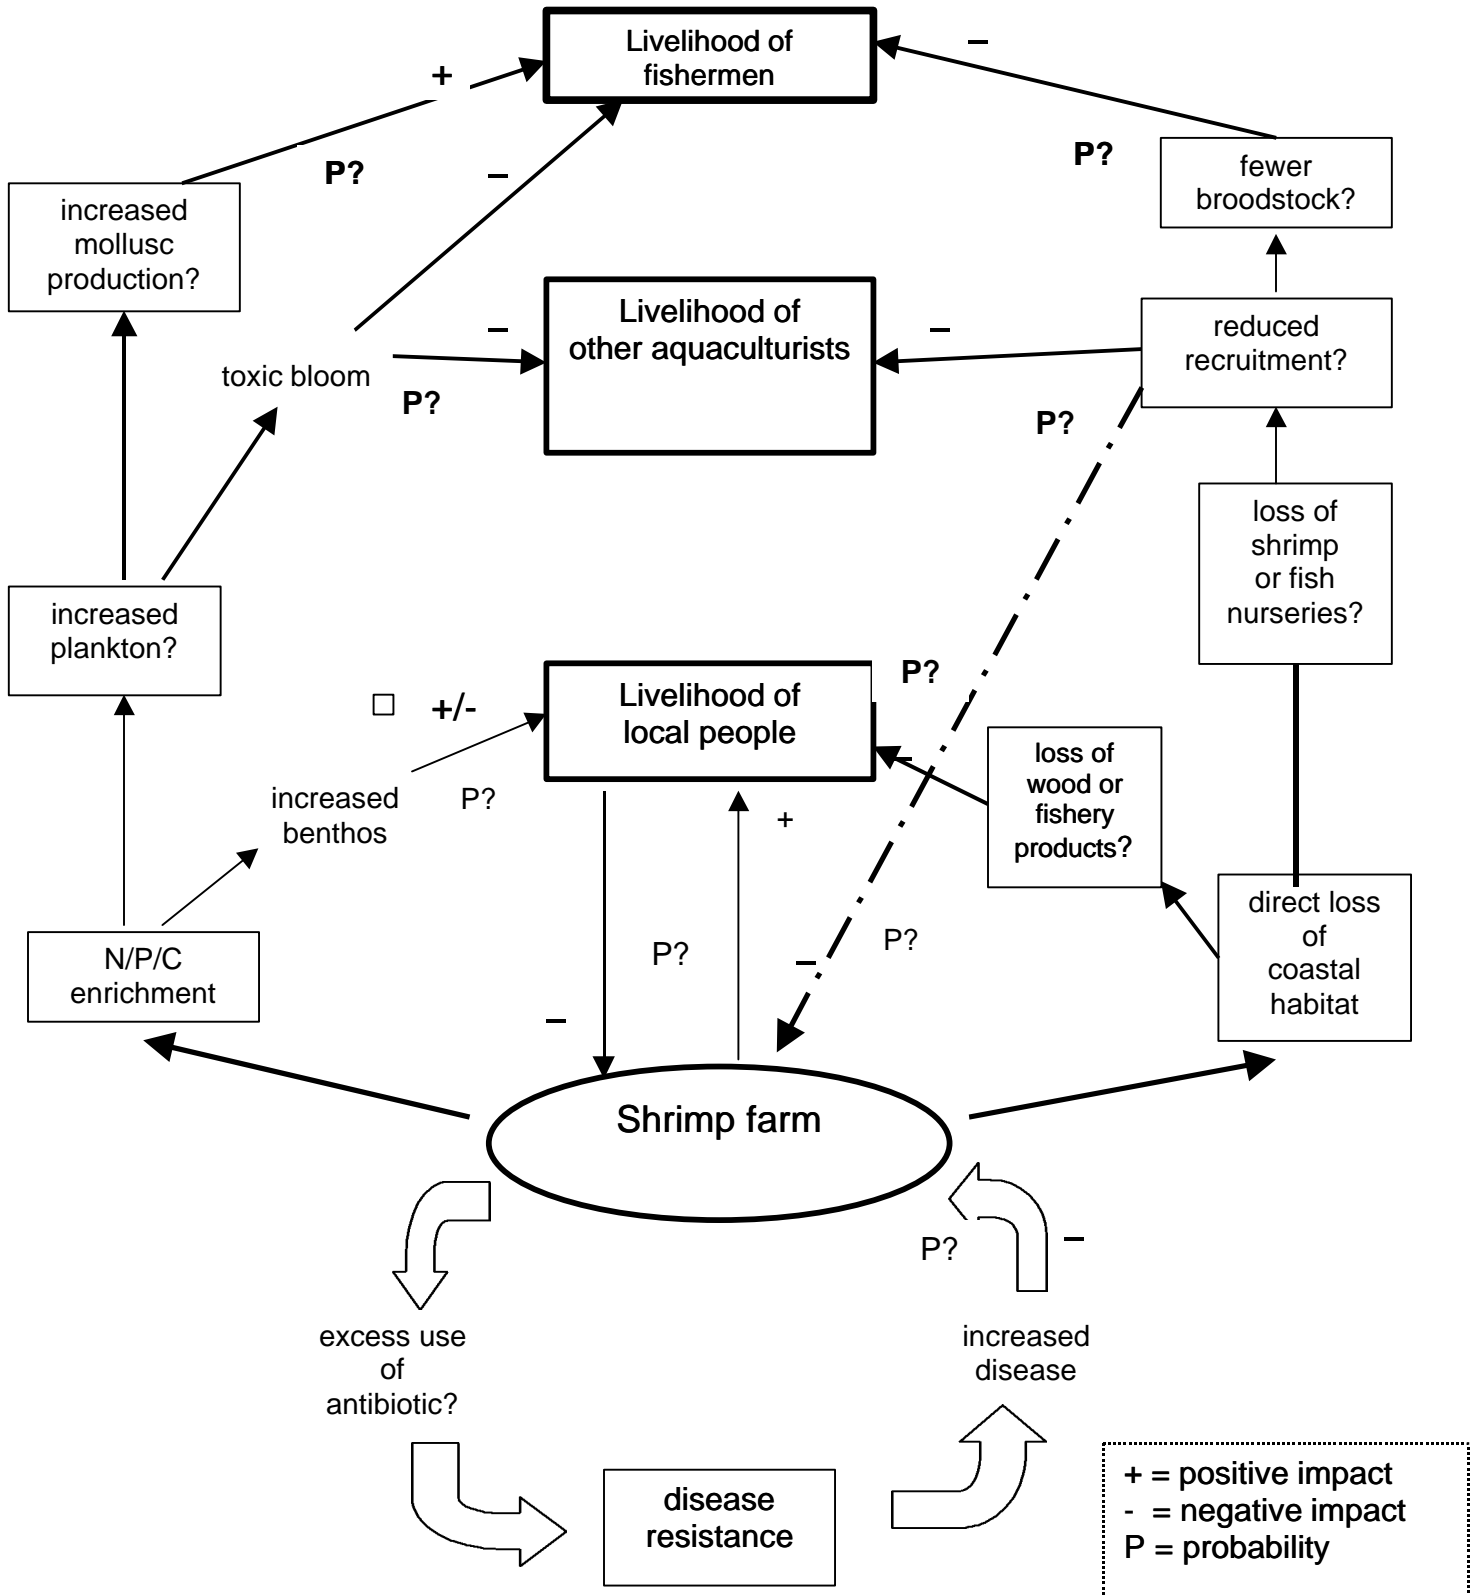 Livelihood of
fishermen
–
+
P?
–
P?
fewer
broodstock?
increased
mollusc
production?
Livelihood of
other aquaculturists
–
–
reduced
recruitment?
toxic bloom
P?
P?
loss of
shrimp
or fish
nurseries?
increased
plankton?
Livelihood of
local people
P?
□ +/-
–
loss of
wood or
fishery
products?
increased
benthos
P?
+
direct loss
of
coastal
habitat
N/P/C
enrichment
P?
P?
–
–
Shrimp farm
P?
–
excess use
of
antibiotic?
increased
disease
disease
resistance
+ = positive impact
- = negative impact
P = probability